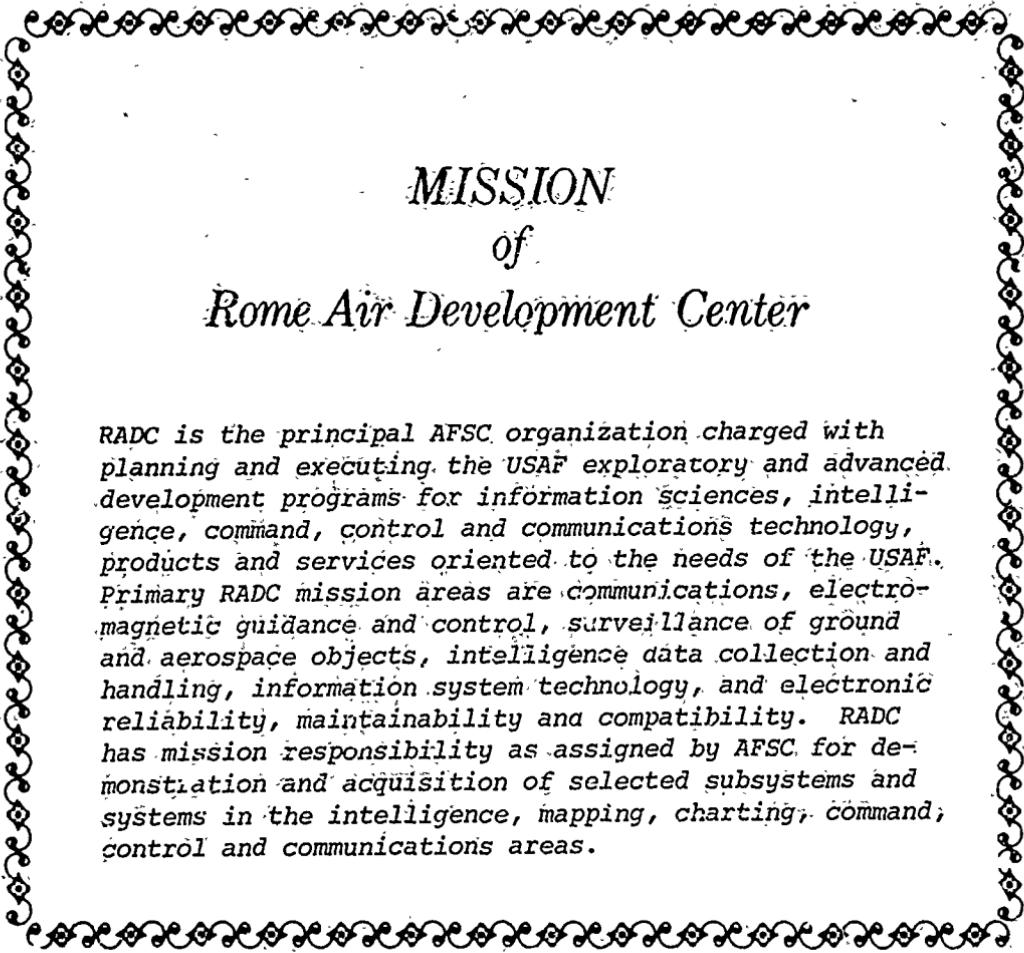 MISSION
of
Rome Air Development Center
RADC is the principal AFSC organization charged with
planning and executing the USAF exploratory and advanced
development programs for information sciences, intelli-
gence, command, control and communications technology,
products and services oriented to the needs of the USAF.
Primary RADC mission areas are communications, electro-
magnetic guidance and control, surveillance of ground
and aerospace objects, intelligence data collection and
handling, information system technology, and electronic
reliability, maintainability and compatibility. RADC
has mission responsibility as assigned by AFSC for de-
monstration and acquisition of selected subsystems and
systems in the intelligence, mapping, charting, command,
control and communications areas.